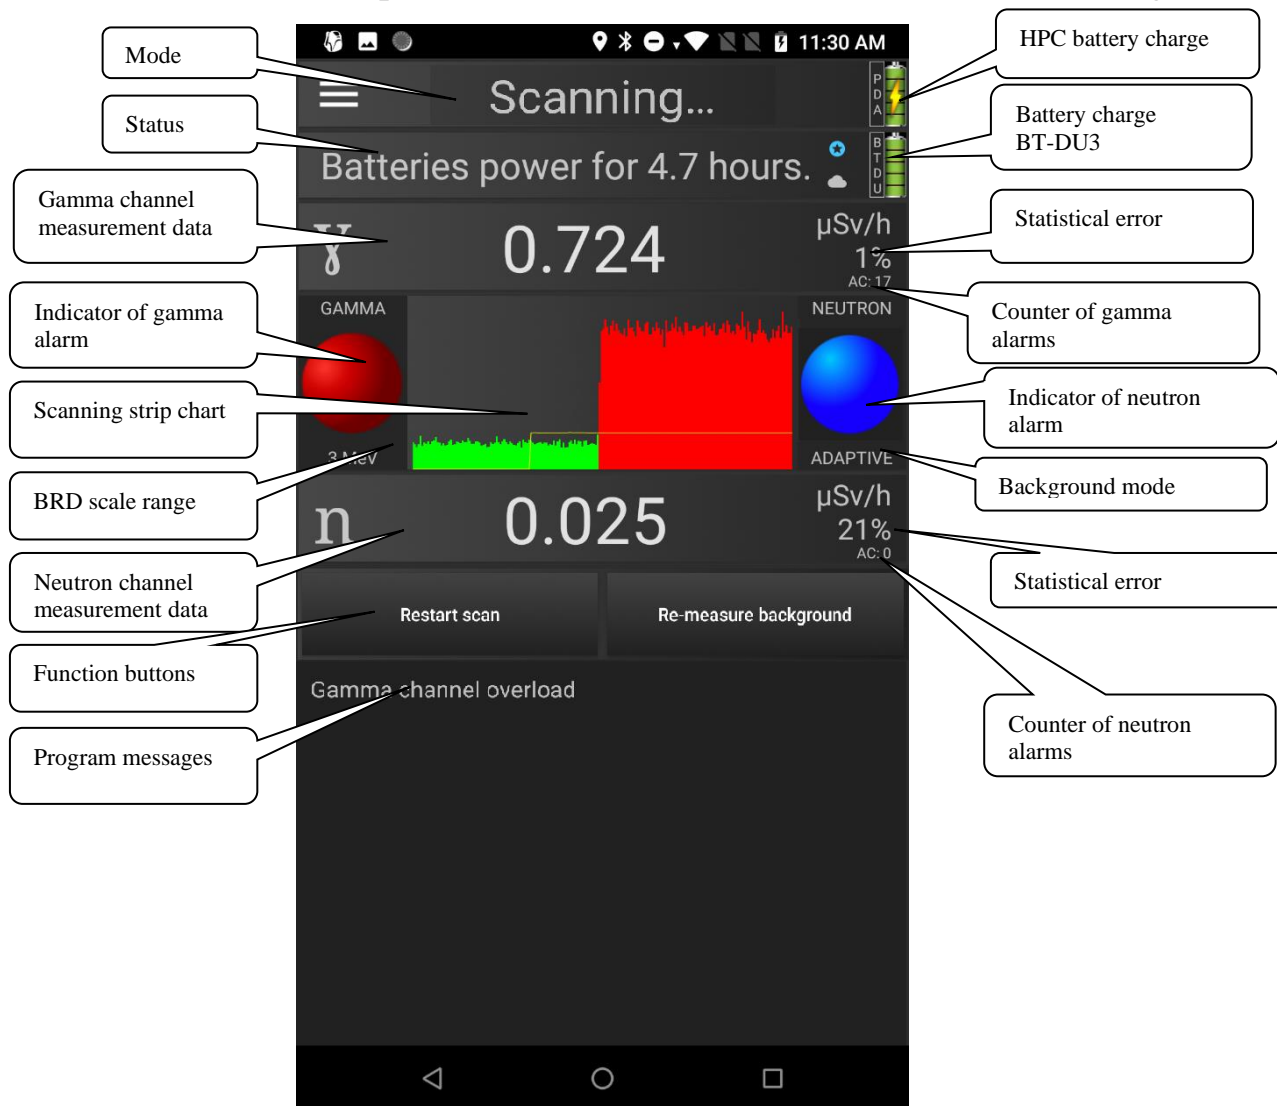 11:30 AM
Mode
Scanning...
PDA
HPC battery charge
Status
Batteries power for 4.7 hours.
BTDU
Battery charge
BT-DU3
Gamma channel
measurement data
γ
0.724
µSv/h
1%
AC: 17
Statistical error
Indicator of gamma
alarm
GAMMA
NEUTRON
Counter of gamma
alarms
Scanning strip chart
Indicator of neutron
alarm
3 MeV
ADAPTIVE
BRD scale range
Background mode
n
0.025
µSv/h
21%
AC: 0
Neutron channel
measurement data
Statistical error
Restart scan
Re-measure background
Function buttons
Gamma channel overload
Program messages
Counter of neutron
alarms